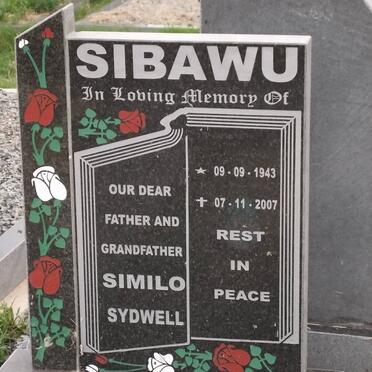 SIBAWU
In Loving Memory Of
OUR DEAR
FATHER AND
GRANDFATHER
SIMILO
SYDWELL
09-09-1943
07-11-2007
REST
IN
PEACE